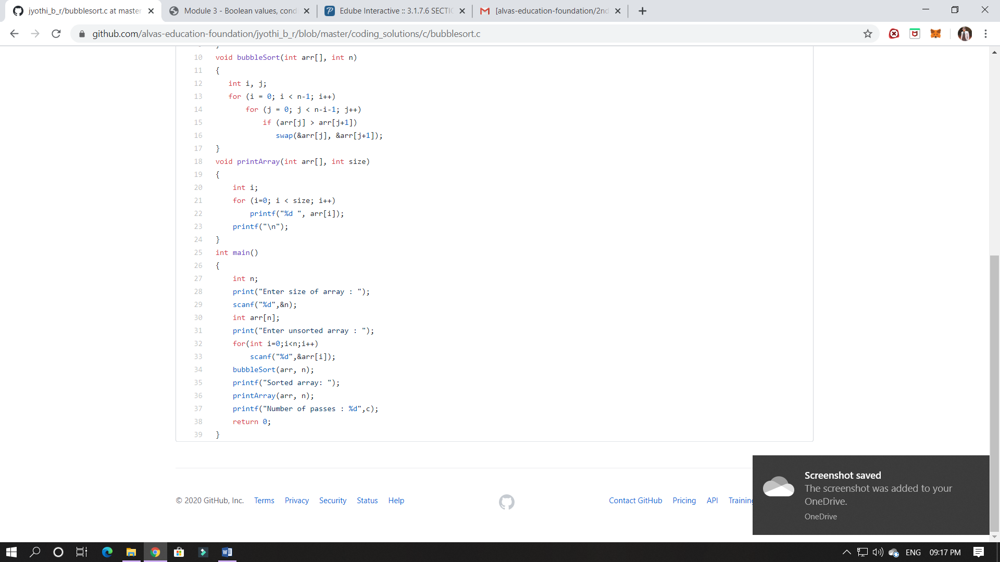 jyothi_b_r/bubblesort.c at master
Module 3 - Boolean values, cond
Edube Interactive :: 3.1.7.6 SECTIO
[alvas-education-foundation/2nd
github.com/alvas-education-foundation/jyothi_b_r/blob/master/coding_solutions/c/bubblesort.c
10 void bubbleSort(int arr[], int n)
11 {
12    int i, j;
13    for (i = 0; i < n-1; i++)
14        for (j = 0; j < n-i-1; j++)
15            if (arr[j] > arr[j+1])
16               swap(&arr[j], &arr[j+1]);
17 }
18 void printArray(int arr[], int size)
19 {
20     int i;
21     for (i=0; i < size; i++)
22         printf("%d ", arr[i]);
23     printf("\n");
24 }
25 int main()
26 {
27     int n;
28     print("Enter size of array : ");
29     scanf("%d",&n);
30     int arr[n];
31     print("Enter unsorted array : ");
32     for(int i=0;i<n;i++)
33         scanf("%d",&arr[i]);
34     bubbleSort(arr, n);
35     printf("Sorted array: ");
36     printArray(arr, n);
37     printf("Number of passes : %d",c);
38     return 0;
39 }
© 2020 GitHub, Inc. Terms Privacy Security Status Help Contact GitHub Pricing API Training
Screenshot saved
The screenshot was added to your
OneDrive.
OneDrive
ENG 09:17 PM